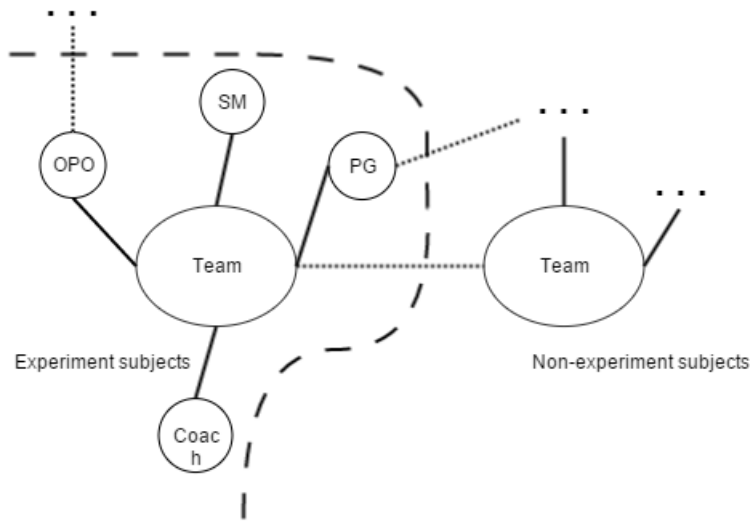 . . .
SM
OPO
PG
. . .
. . .
Team
Team
Experiment subjects
Non-experiment subjects
Coac
h